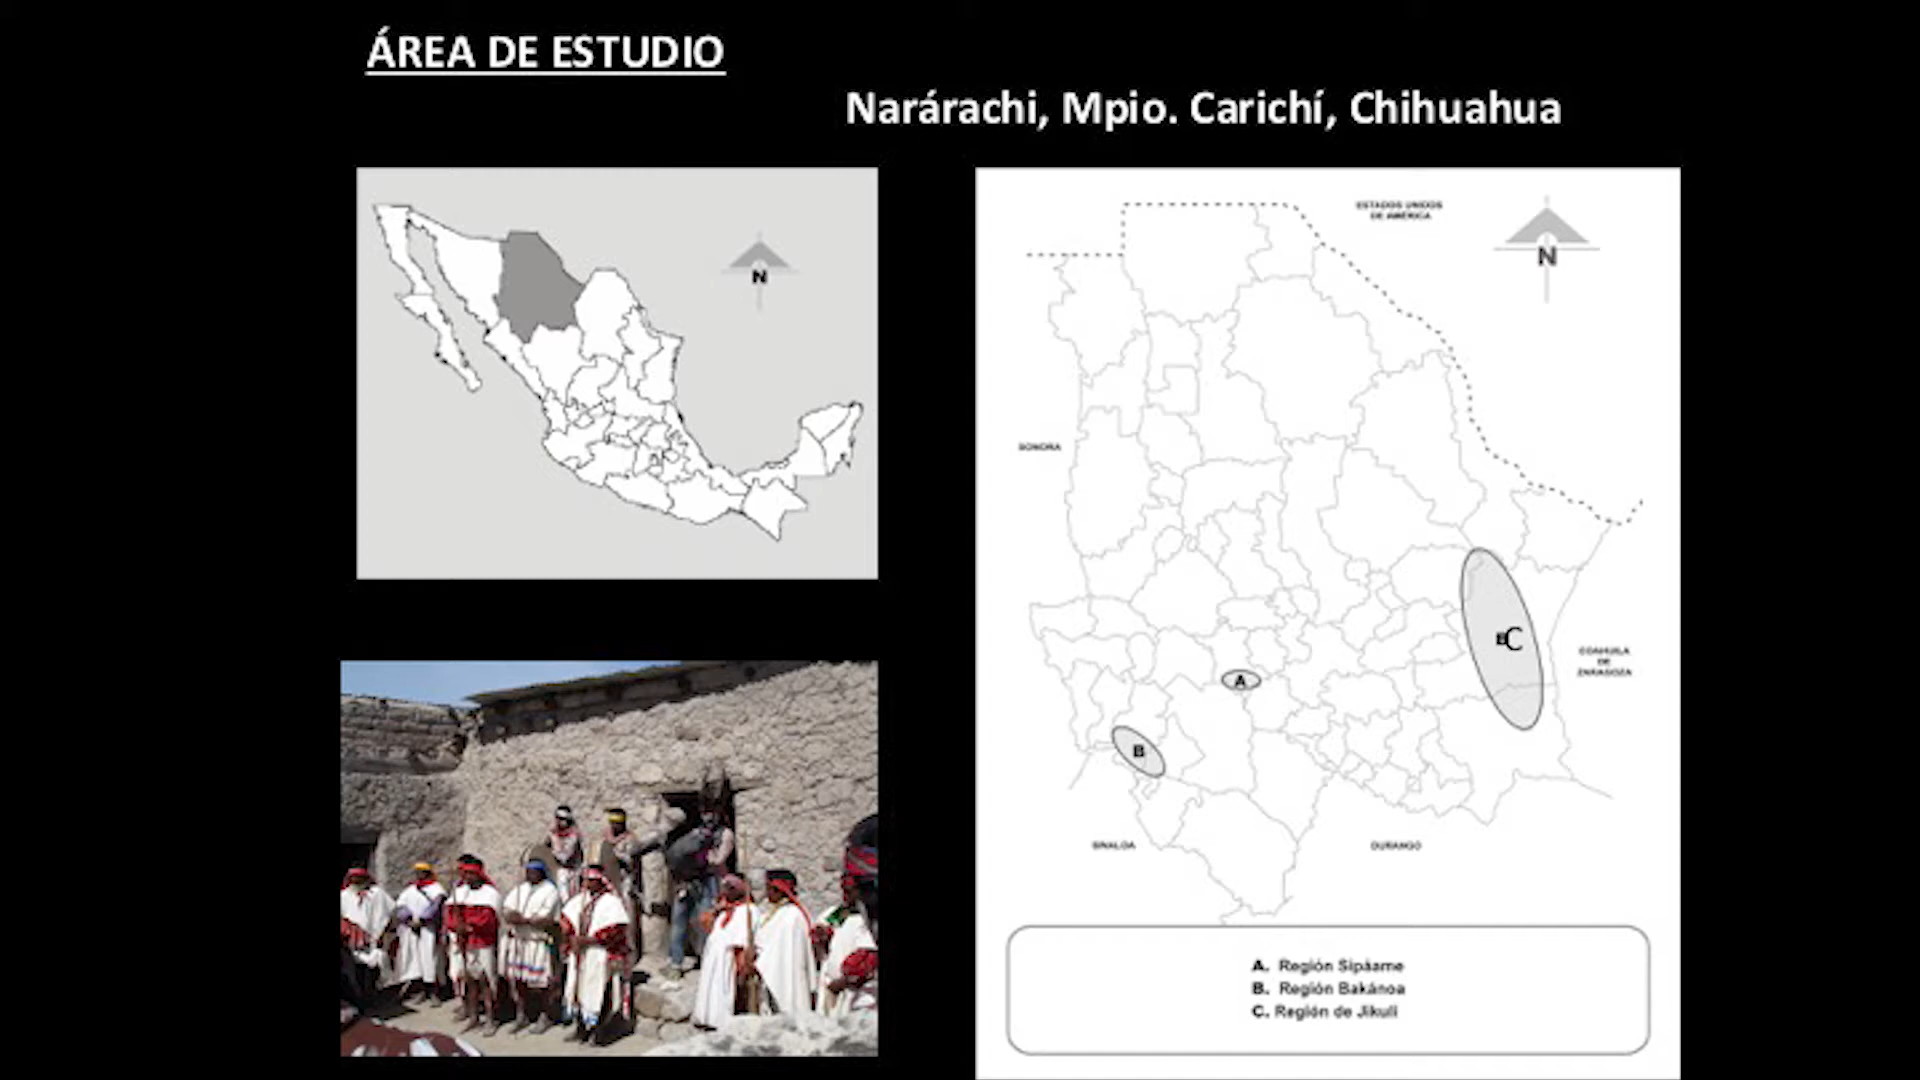 ÁREA DE ESTUDIO
Narárachi, Mpio. Carichí, Chihuahua
N
ESTADOS UNIDOS
DE AMÉRICA
N
SONORA
C
COAHUILA
DE
ZARAGOZA
A
B
SINALOA
DURANGO
A. Región Sipáame
B. Región Bakánoa
C. Región de Jikuli